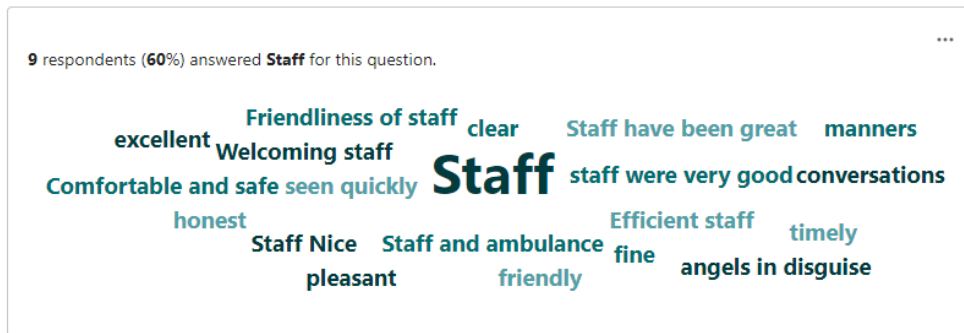 ...
9 respondents (60%) answered Staff for this question.
Friendliness of staff
clear
Staff have been great
manners
excellent
Welcoming staff
Staff
staff were very good
conversations
Comfortable and safe
seen quickly
honest
Efficient staff
timely
Staff Nice
Staff and ambulance
fine
angels in disguise
pleasant
friendly